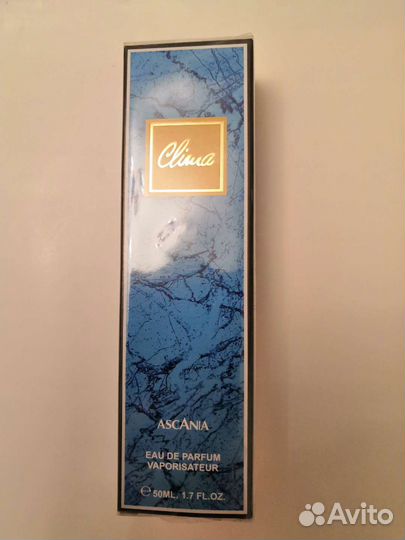 Clima
ASCANIA
EAU DE PARFUM
VAPORISATEUR
℮ 50ML. 1.7 FL.OZ.
Avito